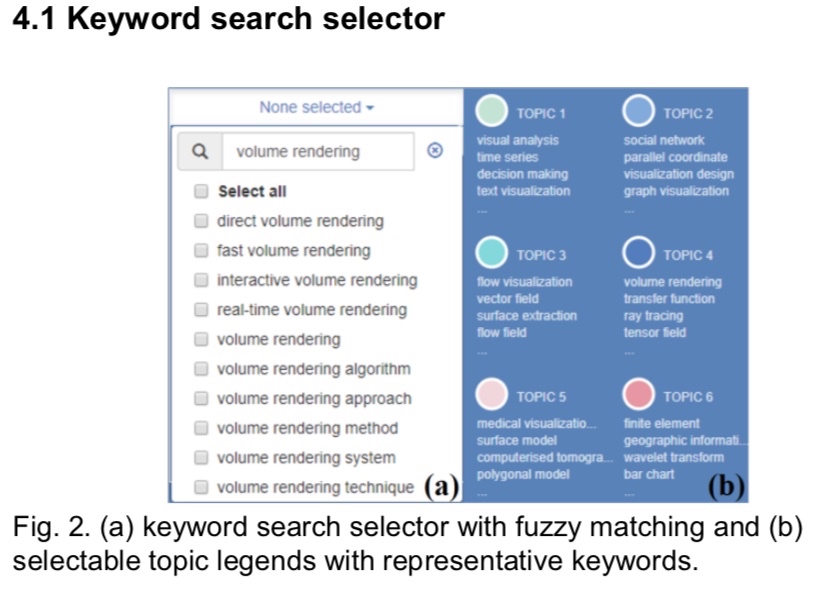 4.1 Keyword search selector
None selected
volume rendering
Select all
direct volume rendering
fast volume rendering
interactive volume rendering
real-time volume rendering
volume rendering
volume rendering algorithm
volume rendering approach
volume rendering method
volume rendering system
volume rendering technique
(a)
TOPIC 1
visual analysis
time series
decision making
text visualization
...
TOPIC 2
social network
parallel coordinate
visualization design
graph visualization
...
TOPIC 3
flow visualization
vector field
surface extraction
flow field
...
TOPIC 4
volume rendering
transfer function
ray tracing
tensor field
...
TOPIC 5
medical visualizatio...
surface model
computerised tomogra...
polygonal model
...
TOPIC 6
finite element
geographic informati...
wavelet transform
bar chart
...
(b)
Fig. 2. (a) keyword search selector with fuzzy matching and (b)
selectable topic legends with representative keywords.